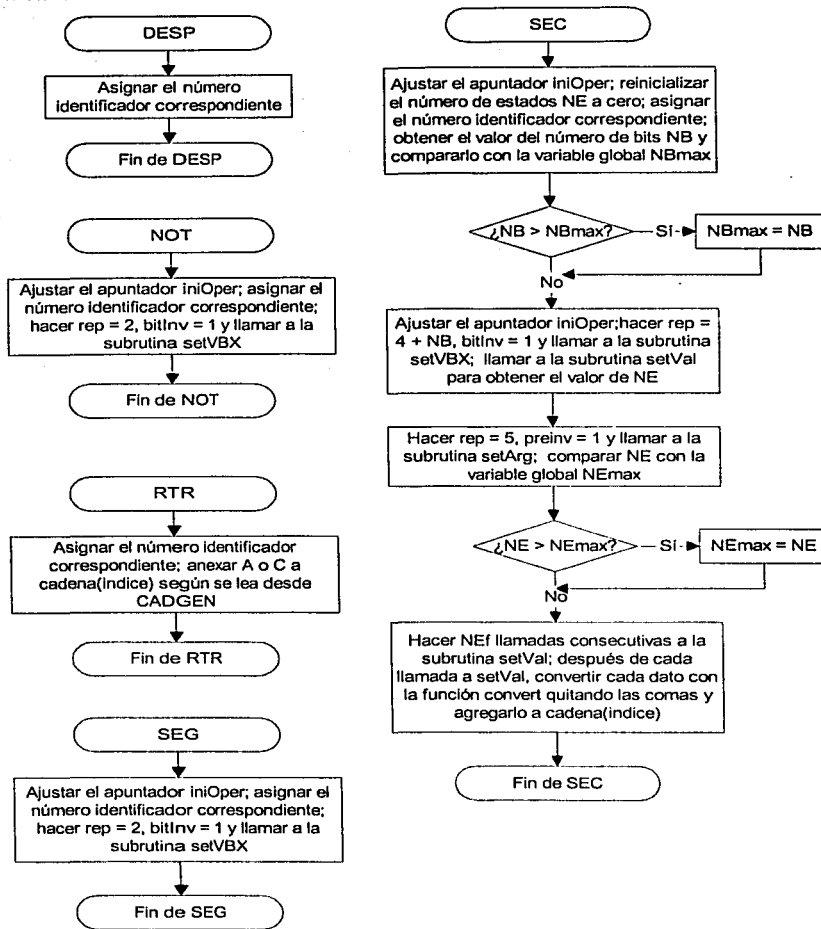 DESP
Asignar el número
identificador correspondiente
Fin de DESP
NOT
Ajustar el apuntador iniOper; asignar el
número identificador correspondiente;
hacer rep = 2, bitInv = 1 y llamar a la
subrutina setVBX
Fin de NOT
RTR
Asignar el número identificador
correspondiente; anexar A o C a
cadena(indice) según se lea desde
CADGEN
Fin de RTR
SEG
Ajustar el apuntador iniOper; asignar el
número identificador correspondiente;
hacer rep = 2, bitInv = 1 y llamar a la
subrutina setVBX
Fin de SEG
SEC
Ajustar el apuntador iniOper; reinicializar
el número de estados NE a cero; asignar
el número identificador correspondiente;
obtener el valor del número de bits NB y
compararlo con la variable global NBmax
¿NB > NBmax?
Sí
NBmax = NB
No
Ajustar el apuntador iniOper;hacer rep =
4 + NB, bitInv = 1 y llamar a la subrutina
setVBX; llamar a la subrutina setVal
para obtener el valor de NE
Hacer rep = 5, preinv = 1 y llamar a la
subrutina setArg; comparar NE con la
variable global NEmax
¿NE > NEmax?
Sí
NEmax = NE
No
Hacer NEf llamadas consecutivas a la
subrutina setVal; después de cada
llamada a setVal, convertir cada dato con
la función convert quitando las comas y
agregarlo a cadena(indice)
Fin de SEC